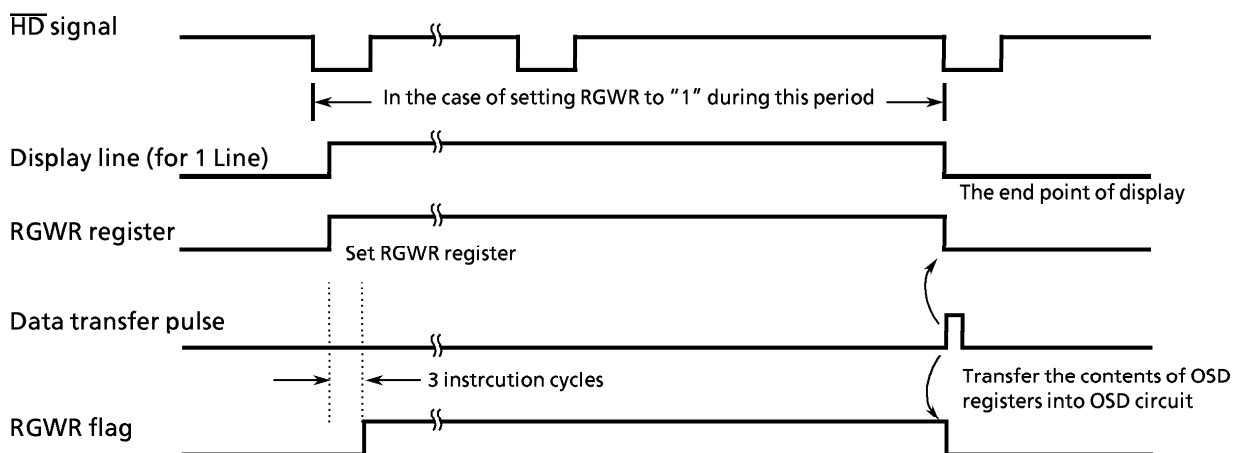 H̅D̅ signal
In the case of setting RGWR to “1” during this period
Display line (for 1 Line)
The end point of display
RGWR register
Set RGWR register
Data transfer pulse
3 instrcution cycles
Transfer the contents of OSD
registers into OSD circuit
RGWR flag